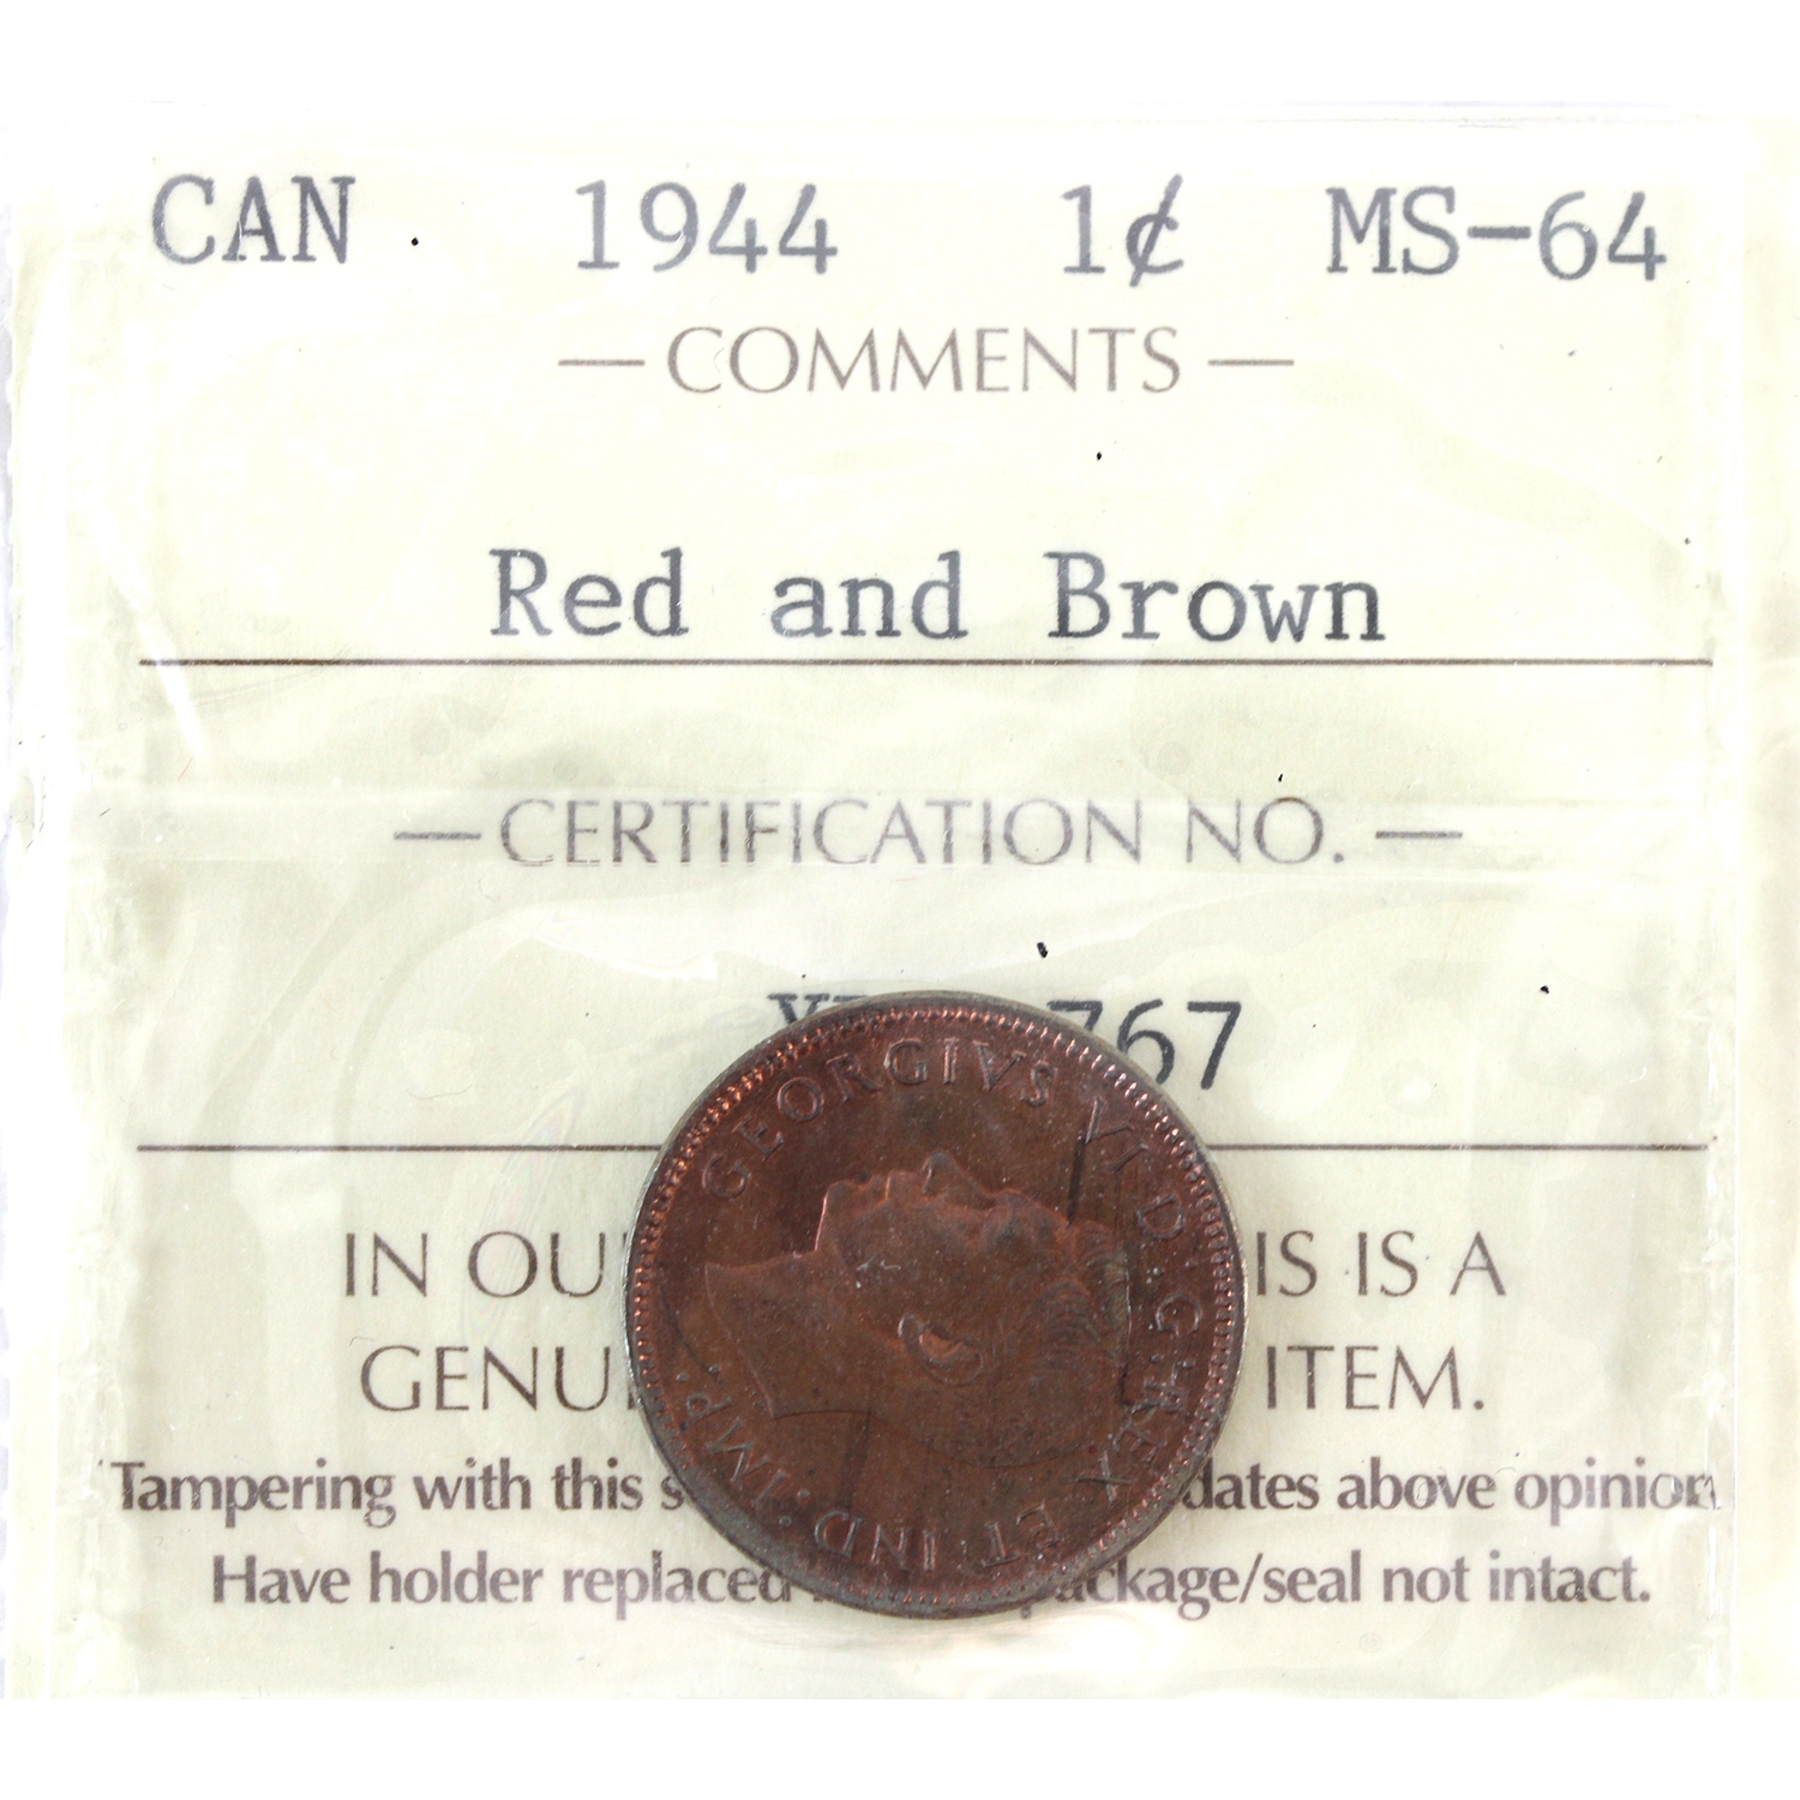 CAN 1944 1¢ MS-64
— COMMENTS —
Red and Brown
— CERTIFICATION NO. —
767
GEORGIVS VI D:G:REX ET IND:IMP:
IN OU IS IS A
GENU ITEM.
Tampering with this s dates above opinion
Have holder replaced ackage/seal not intact.